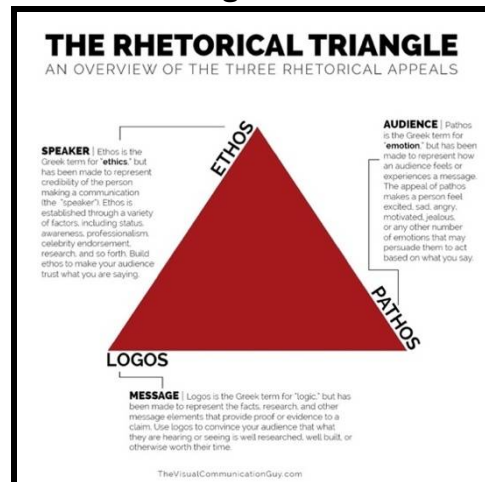 THE RHETORICAL TRIANGLE
AN OVERVIEW OF THE THREE RHETORICAL APPEALS
ETHOS
SPEAKER | Ethos is the
Greek term for "ethics," but
has been made to represent
credibility of the person
making a communication
(the "speaker"). Ethos is
established through a variety
of factors, including status,
awareness, professionalism,
celebrity endorsement,
research, and so forth. Build
ethos to make your audience
trust what you are saying.
AUDIENCE | Pathos
is the Greek term for
"emotion," but has been
made to represent how
an audience feels or
experiences a message.
The appeal of pathos
makes a person feel
excited, sad, angry,
motivated, jealous,
or any other number
of emotions that may
persuade them to act
based on what you say.
PATHOS
LOGOS
MESSAGE | Logos is the Greek term for "logic," but has
been made to represent the facts, research, and other
message elements that provide proof or evidence to a
claim. Use logos to convince your audience that what
they are hearing or seeing is well researched, well built, or
otherwise worth their time.
TheVisualCommunicationGuy.com